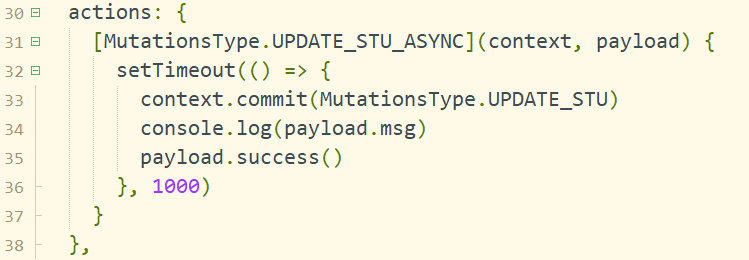 30 actions: {
31 [MutationsType.UPDATE_STU_ASYNC](context, payload) {
32 setTimeout(() => {
33 context.commit(MutationsType.UPDATE_STU)
34 console.log(payload.msg)
35 payload.success()
36 }, 1000)
37 }
38 },